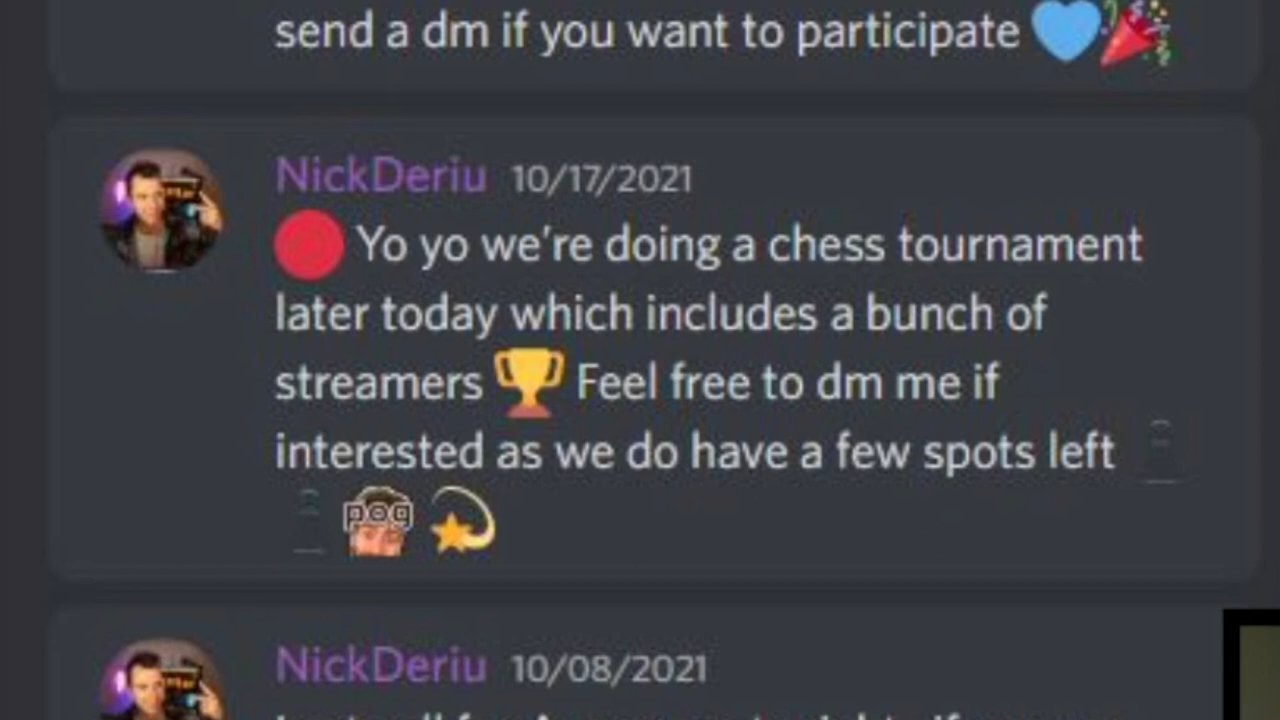 send a dm if you want to participate 💙🎉
NickDeriu 10/17/2021
🔴 Yo yo we're doing a chess tournament
later today which includes a bunch of
streamers 🏆 Feel free to dm me if
interested as we do have a few spots left ♟
♟ pog 💫
NickDeriu 10/08/2021